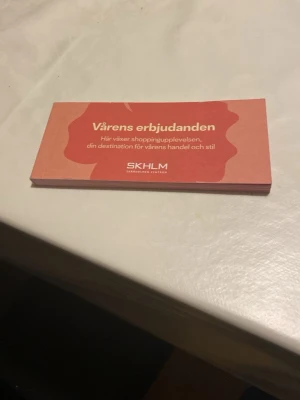 Vårens erbjudanden
Här växer shoppingupplevelsen,
din destination för vårens handel och stil
SKHLM